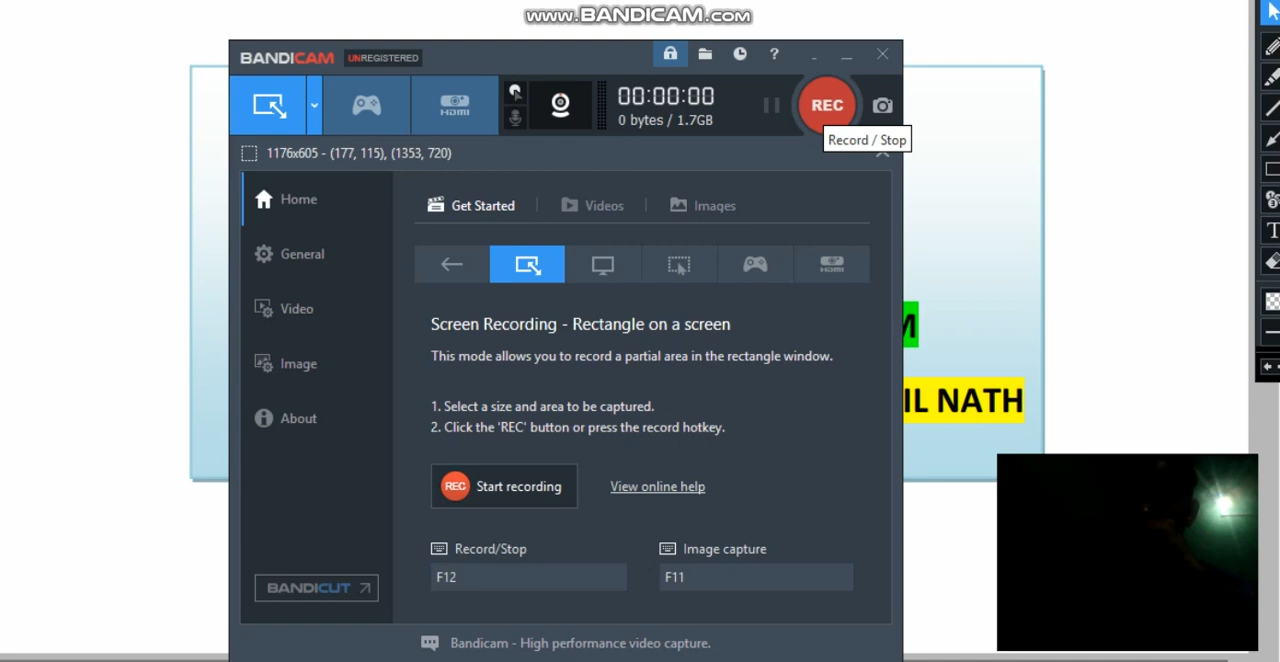 www.BANDICAM.com
BANDICAM UNREGISTERED
?
HDMI
00:00:00
0 bytes / 1.7GB
REC
Record / Stop
1176x605 - (177, 115), (1353, 720)
Home
General
Video
Image
About
BANDICUT
Get Started
Videos
Images
HDMI
Screen Recording - Rectangle on a screen
This mode allows you to record a partial area in the rectangle window.
1. Select a size and area to be captured.
2. Click the 'REC' button or press the record hotkey.
REC Start recording
View online help
Record/Stop
Image capture
F12
F11
Bandicam - High performance video capture.
M
IL NATH
T